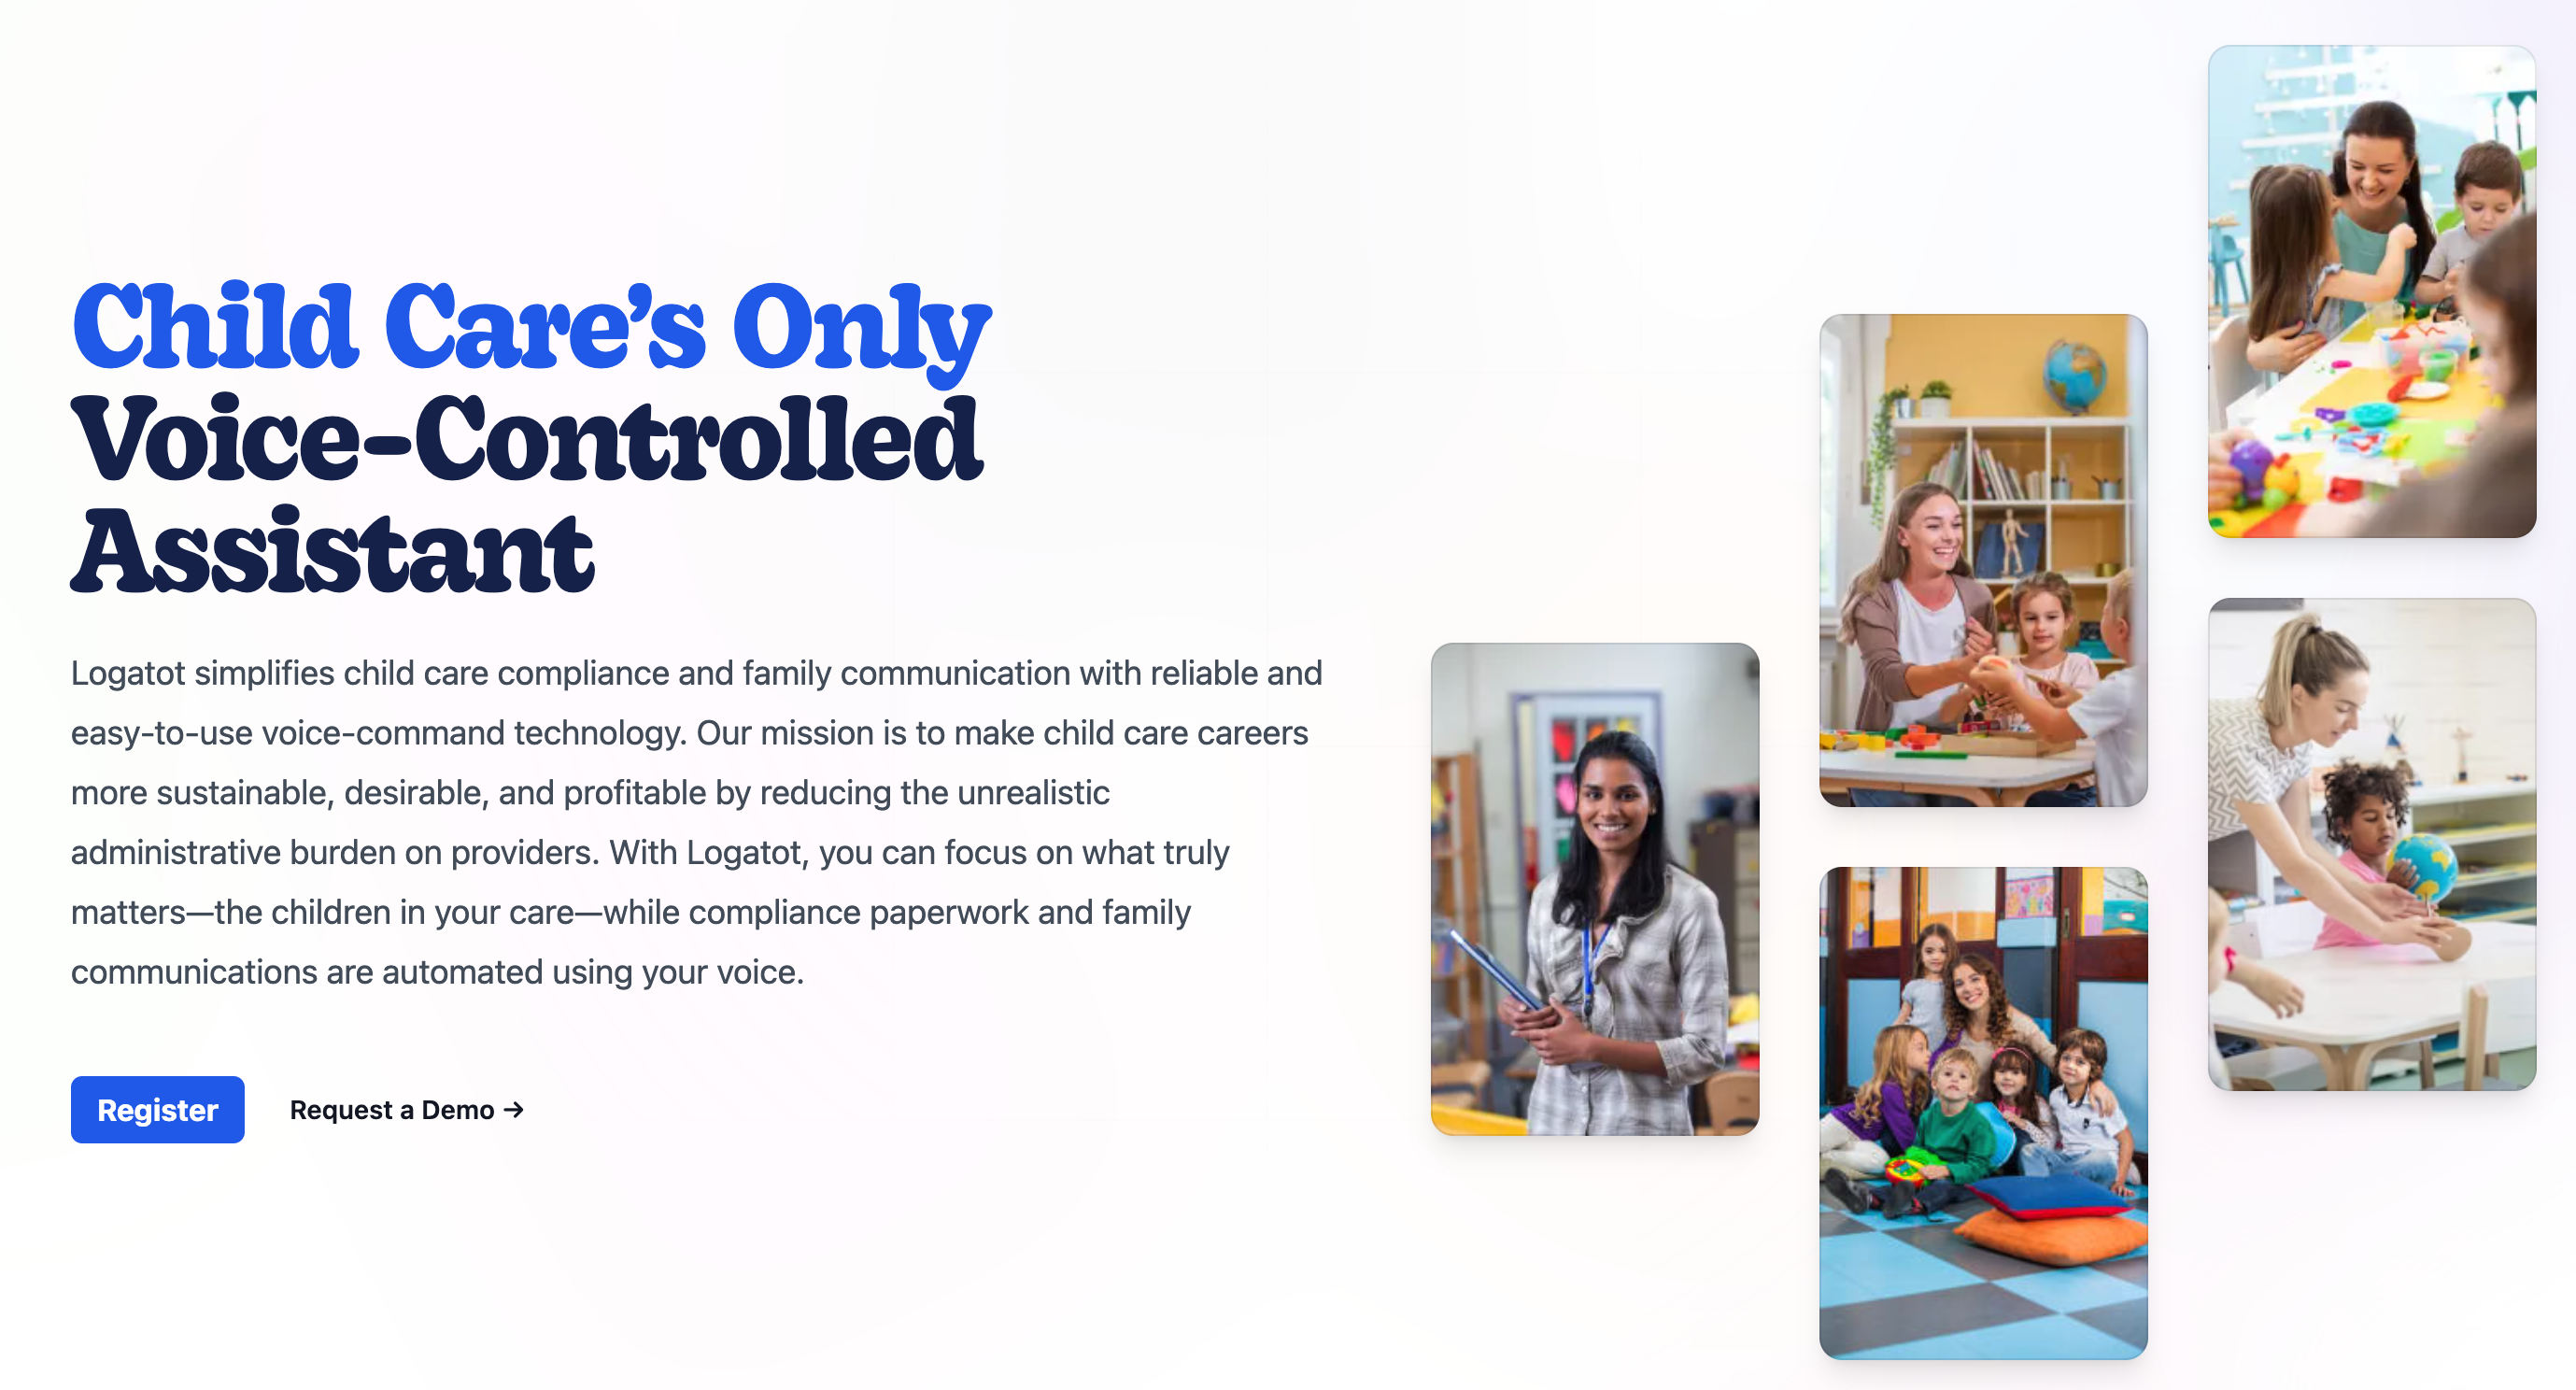 Child Care’s Only
Voice-Controlled
Assistant
Logatot simplifies child care compliance and family communication with reliable and
easy-to-use voice-command technology. Our mission is to make child care careers
more sustainable, desirable, and profitable by reducing the unrealistic
administrative burden on providers. With Logatot, you can focus on what truly
matters—the children in your care—while compliance paperwork and family
communications are automated using your voice.
Register
Request a Demo →